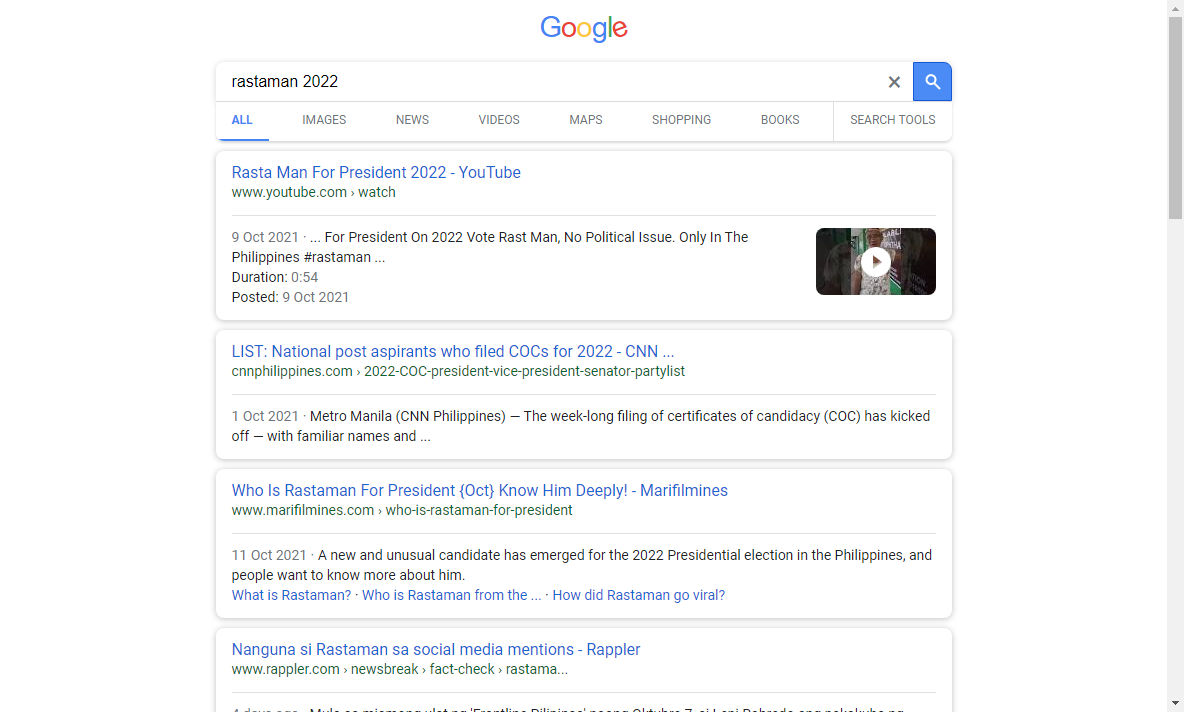 Google
rastaman 2022
ALL IMAGES NEWS VIDEOS MAPS SHOPPING BOOKS SEARCH TOOLS
Rasta Man For President 2022 - YouTube
www.youtube.com › watch
9 Oct 2021 · ... For President On 2022 Vote Rast Man, No Political Issue. Only In The
Philippines #rastaman ...
Duration: 0:54
Posted: 9 Oct 2021
LIST: National post aspirants who filed COCs for 2022 - CNN ...
cnnphilippines.com › 2022-COC-president-vice-president-senator-partylist
1 Oct 2021 · Metro Manila (CNN Philippines) — The week-long filing of certificates of candidacy (COC) has kicked
off — with familiar names and ...
Who Is Rastaman For President {Oct} Know Him Deeply! - Marifilmines
www.marifilmines.com › who-is-rastaman-for-president
11 Oct 2021 · A new and unusual candidate has emerged for the 2022 Presidential election in the Philippines, and
people want to know more about him.
What is Rastaman? · Who is Rastaman from the ... · How did Rastaman go viral?
Nanguna si Rastaman sa social media mentions - Rappler
www.rappler.com › newsbreak › fact-check › rastama...